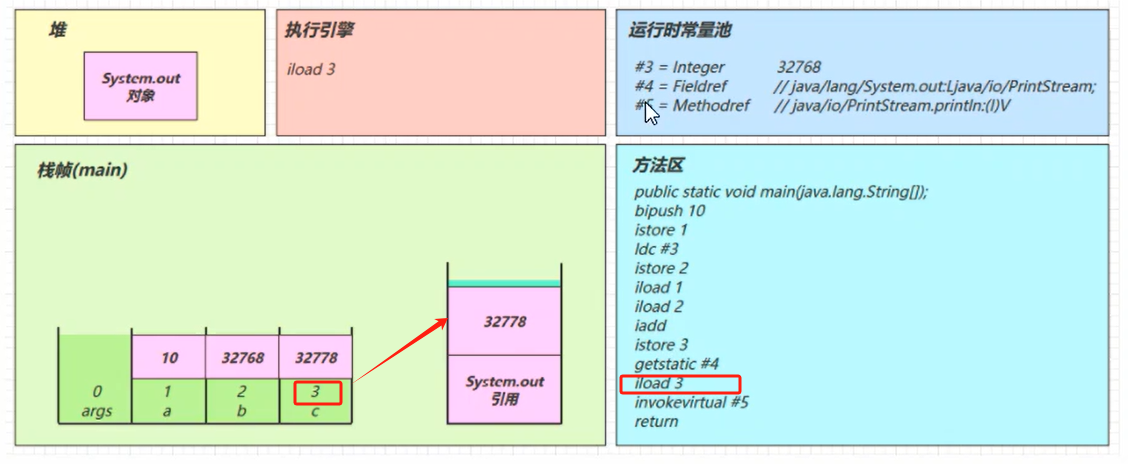 堆
System.out
对象
执行引擎
iload 3
运行时常量池
#3 = Integer 32768
#4 = Fieldref // java/lang/System.out:Ljava/io/PrintStream;
#5 = Methodref // java/io/PrintStream.println:(I)V
栈帧(main)
10 32768 32778
0 1 2 3
args a b c
32778
System.out
引用
方法区
public static void main(java.lang.String[]);
bipush 10
istore 1
ldc #3
istore 2
iload 1
iload 2
iadd
istore 3
getstatic #4
iload 3
invokevirtual #5
return